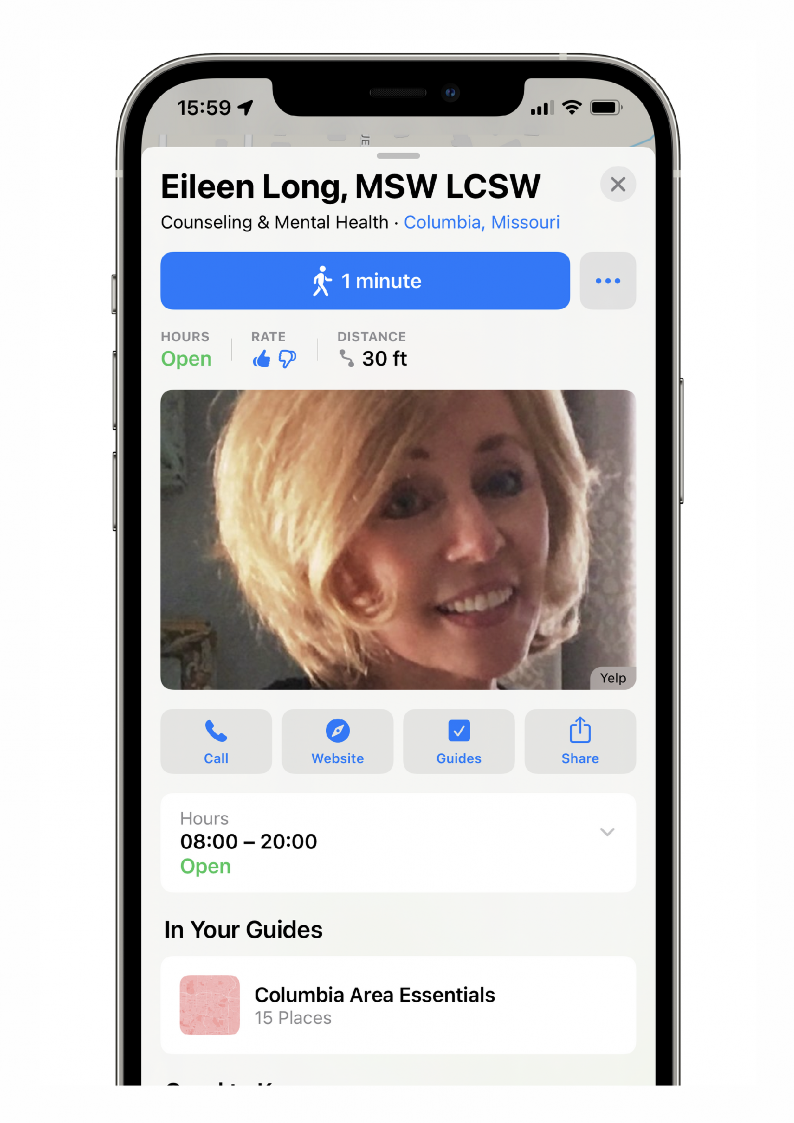 15:59
Eileen Long, MSW LCSW
Counseling & Mental Health · Columbia, Missouri
1 minute
HOURS RATE DISTANCE
Open 30 ft
Yelp
Call Website Guides Share
Hours
08:00 – 20:00
Open
In Your Guides
Columbia Area Essentials
15 Places